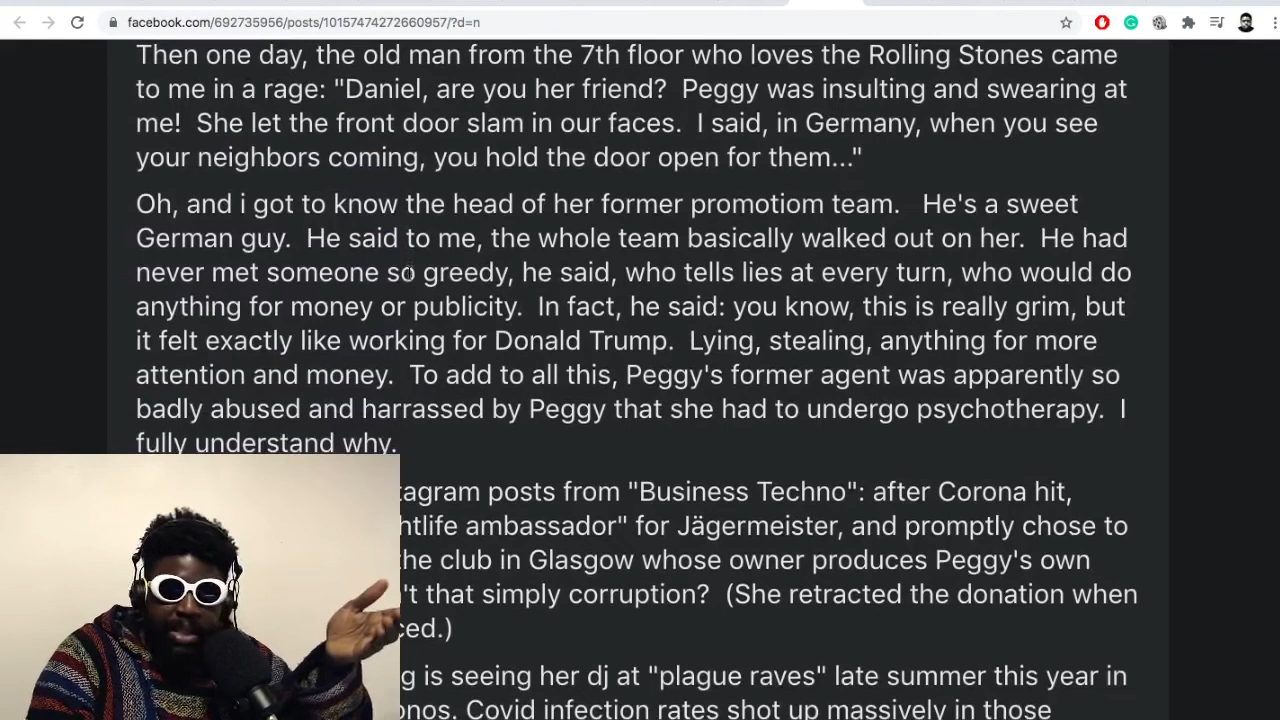 facebook.com/692735956/posts/10157474272660957/?d=n
Then one day, the old man from the 7th floor who loves the Rolling Stones came
to me in a rage: "Daniel, are you her friend?  Peggy was insulting and swearing at
me!  She let the front door slam in our faces.  I said, in Germany, when you see
your neighbors coming, you hold the door open for them..."
Oh, and i got to know the head of her former promotiom team.   He's a sweet
German guy.  He said to me, the whole team basically walked out on her.  He had
never met someone so greedy, he said, who tells lies at every turn, who would do
anything for money or publicity.  In fact, he said: you know, this is really grim, but
it felt exactly like working for Donald Trump.  Lying, stealing, anything for more
attention and money.  To add to all this, Peggy's former agent was apparently so
badly abused and harrassed by Peggy that she had to undergo psychotherapy.  I
fully understand why.
tagram posts from "Business Techno": after Corona hit,
htlife ambassador" for Jägermeister, and promptly chose to
the club in Glasgow whose owner produces Peggy's own
't that simply corruption?  (She retracted the donation when
ced.)
g is seeing her dj at "plague raves" late summer this year in
onos. Covid infection rates shot up massively in those